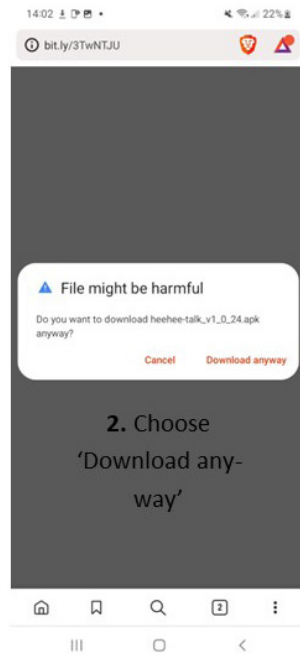 14:02
22%
bit.ly/3TwNTJU
File might be harmful
Do you want to download heehee-talk_v1_0_24.apk
anyway?
Cancel Download anyway
2. Choose
‘Download any-
way’
2